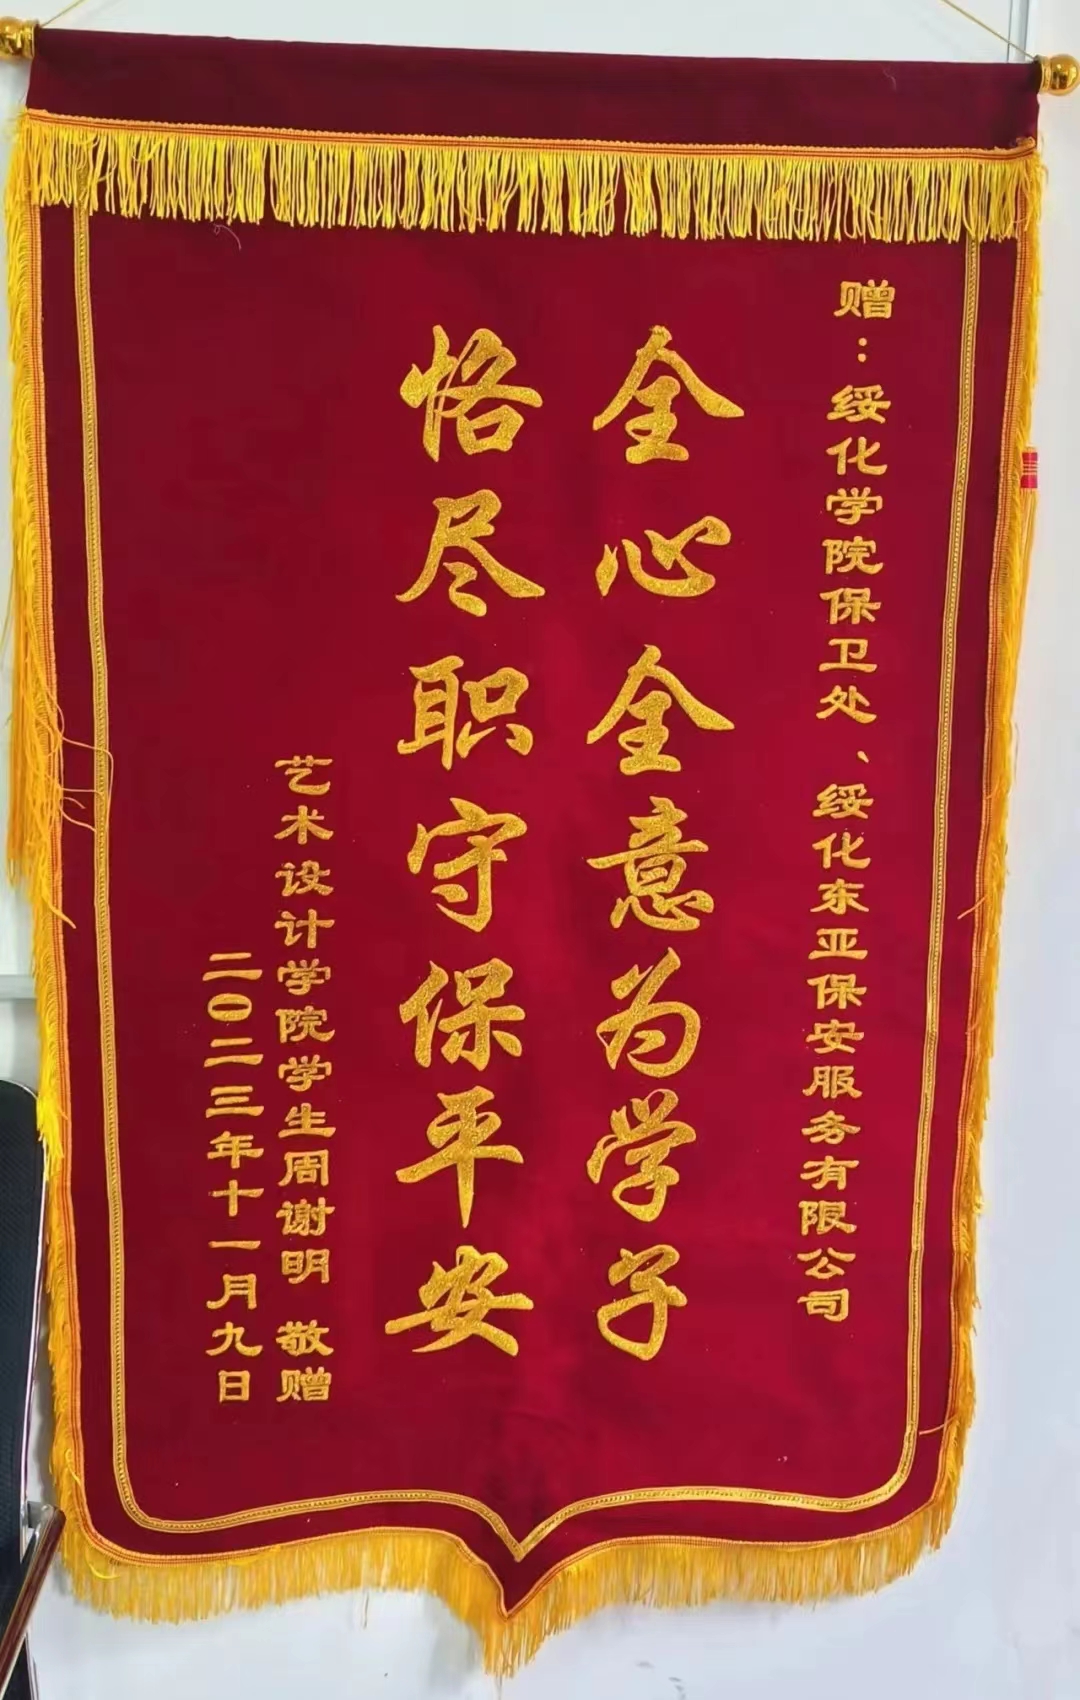 赠：绥化学院保卫处、绥化东亚保安服务有限公司
全心全意为学子
恪尽职守保平安
艺术设计学院学生周谢明 敬赠
二〇二三年十一月九日